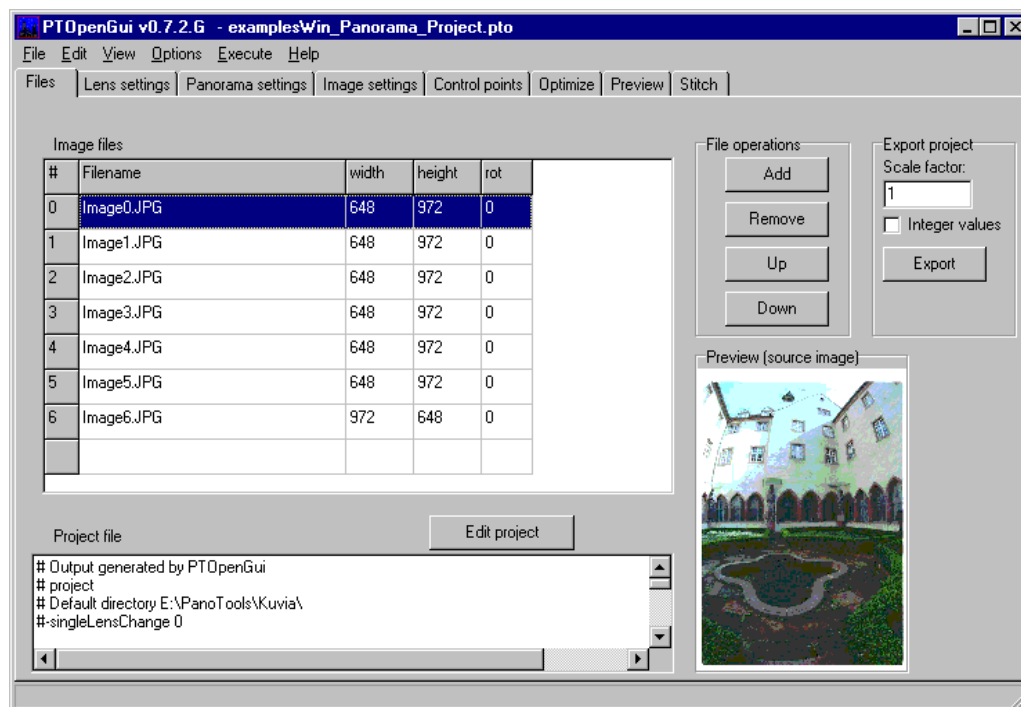 PTOpenGui v0.7.2.G - examplesWin_Panorama_Project.pto
File Edit View Options Execute Help
Files Lens settings Panorama settings Image settings Control points Optimize Preview Stitch
Image files
# Filename width height rot
0 Image0.JPG 648 972 0
1 Image1.JPG 648 972 0
2 Image2.JPG 648 972 0
3 Image3.JPG 648 972 0
4 Image4.JPG 648 972 0
5 Image5.JPG 648 972 0
6 Image6.JPG 972 648 0
File operations
Add
Remove
Up
Down
Export project
Scale factor:
1
Integer values
Export
Preview (source image)
Project file
Edit project
# Output generated by PTOpenGui
# project
# Default directory E:\PanoTools\Kuvia\
#-singleLensChange 0